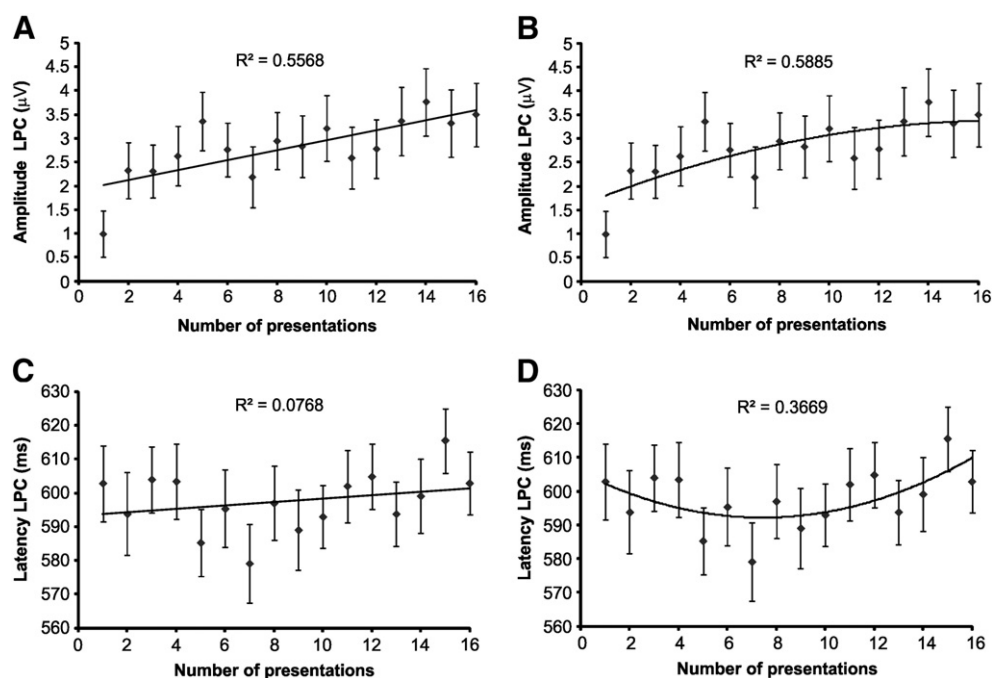 A
R² = 0.5568
Amplitude LPC (µV)
5
4.5
4
3.5
3
2.5
2
1.5
1
0.5
0
0 2 4 6 8 10 12 14 16
Number of presentations
B
R² = 0.5885
Amplitude LPC (µV)
5
4.5
4
3.5
3
2.5
2
1.5
1
0.5
0
0 2 4 6 8 10 12 14 16
Number of presentations
C
R² = 0.0768
Latency LPC (ms)
630
620
610
600
590
580
570
560
0 2 4 6 8 10 12 14 16
Number of presentations
D
R² = 0.3669
Latency LPC (ms)
630
620
610
600
590
580
570
560
0 2 4 6 8 10 12 14 16
Number of presentations